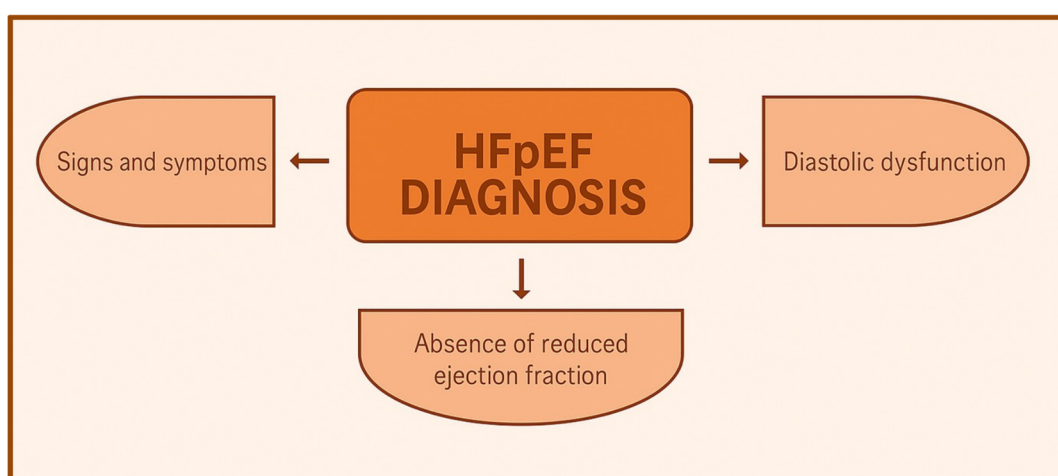 HFpEF
DIAGNOSIS
Signs and symptoms
Diastolic dysfunction
Absence of reduced
ejection fraction